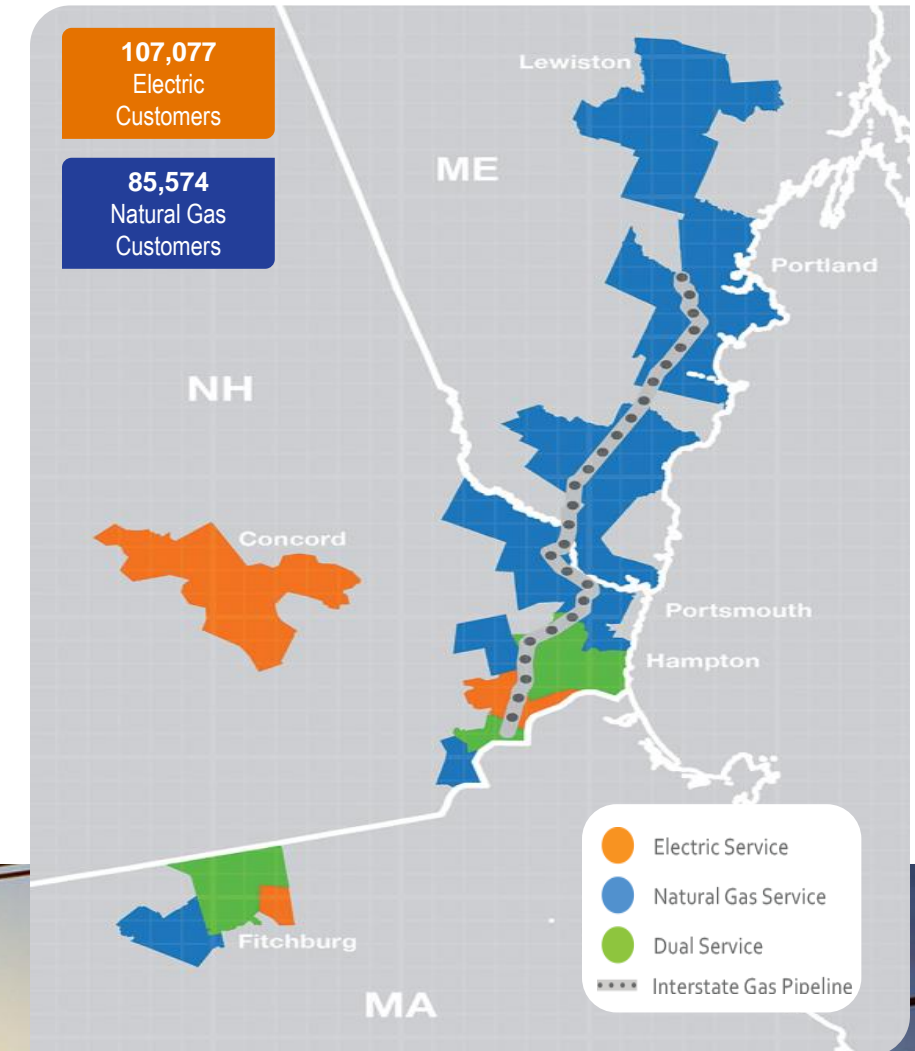 107,077
Electric
Customers
85,574
Natural Gas
Customers
Lewiston
ME
Portland
NH
Concord
Portsmouth
Hampton
Electric Service
Natural Gas Service
Dual Service
Interstate Gas Pipeline
Fitchburg
MA